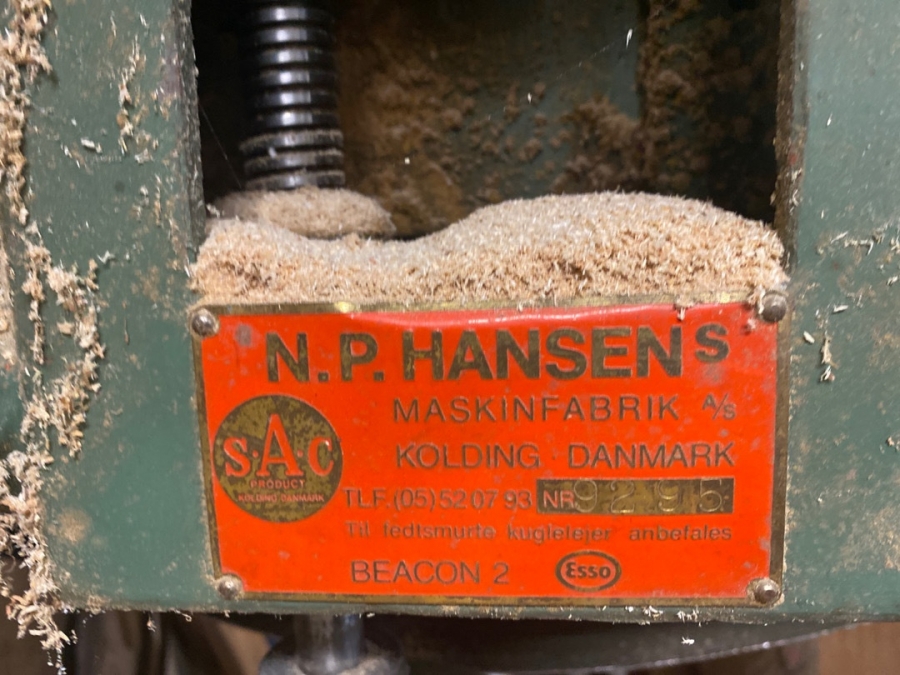 N.P. HANSENS
MASKINFABRIK A/S
KOLDING DANMARK
S·A·C
PRODUCT
KOLDING DANMARK
TLF.(05)52 07 93 NR. 9295
Til fedtsmurte kuglelejer anbefales
BEACON 2 Esso